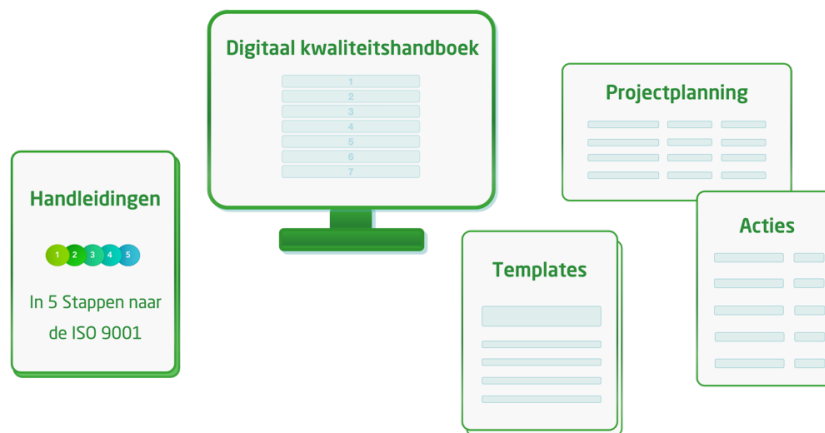 Digitaal kwaliteitshandboek
1
2
3
4
5
6
7
Projectplanning
Handleidingen
1 2 3 4 5
In 5 Stappen naar
de ISO 9001
Templates
Acties